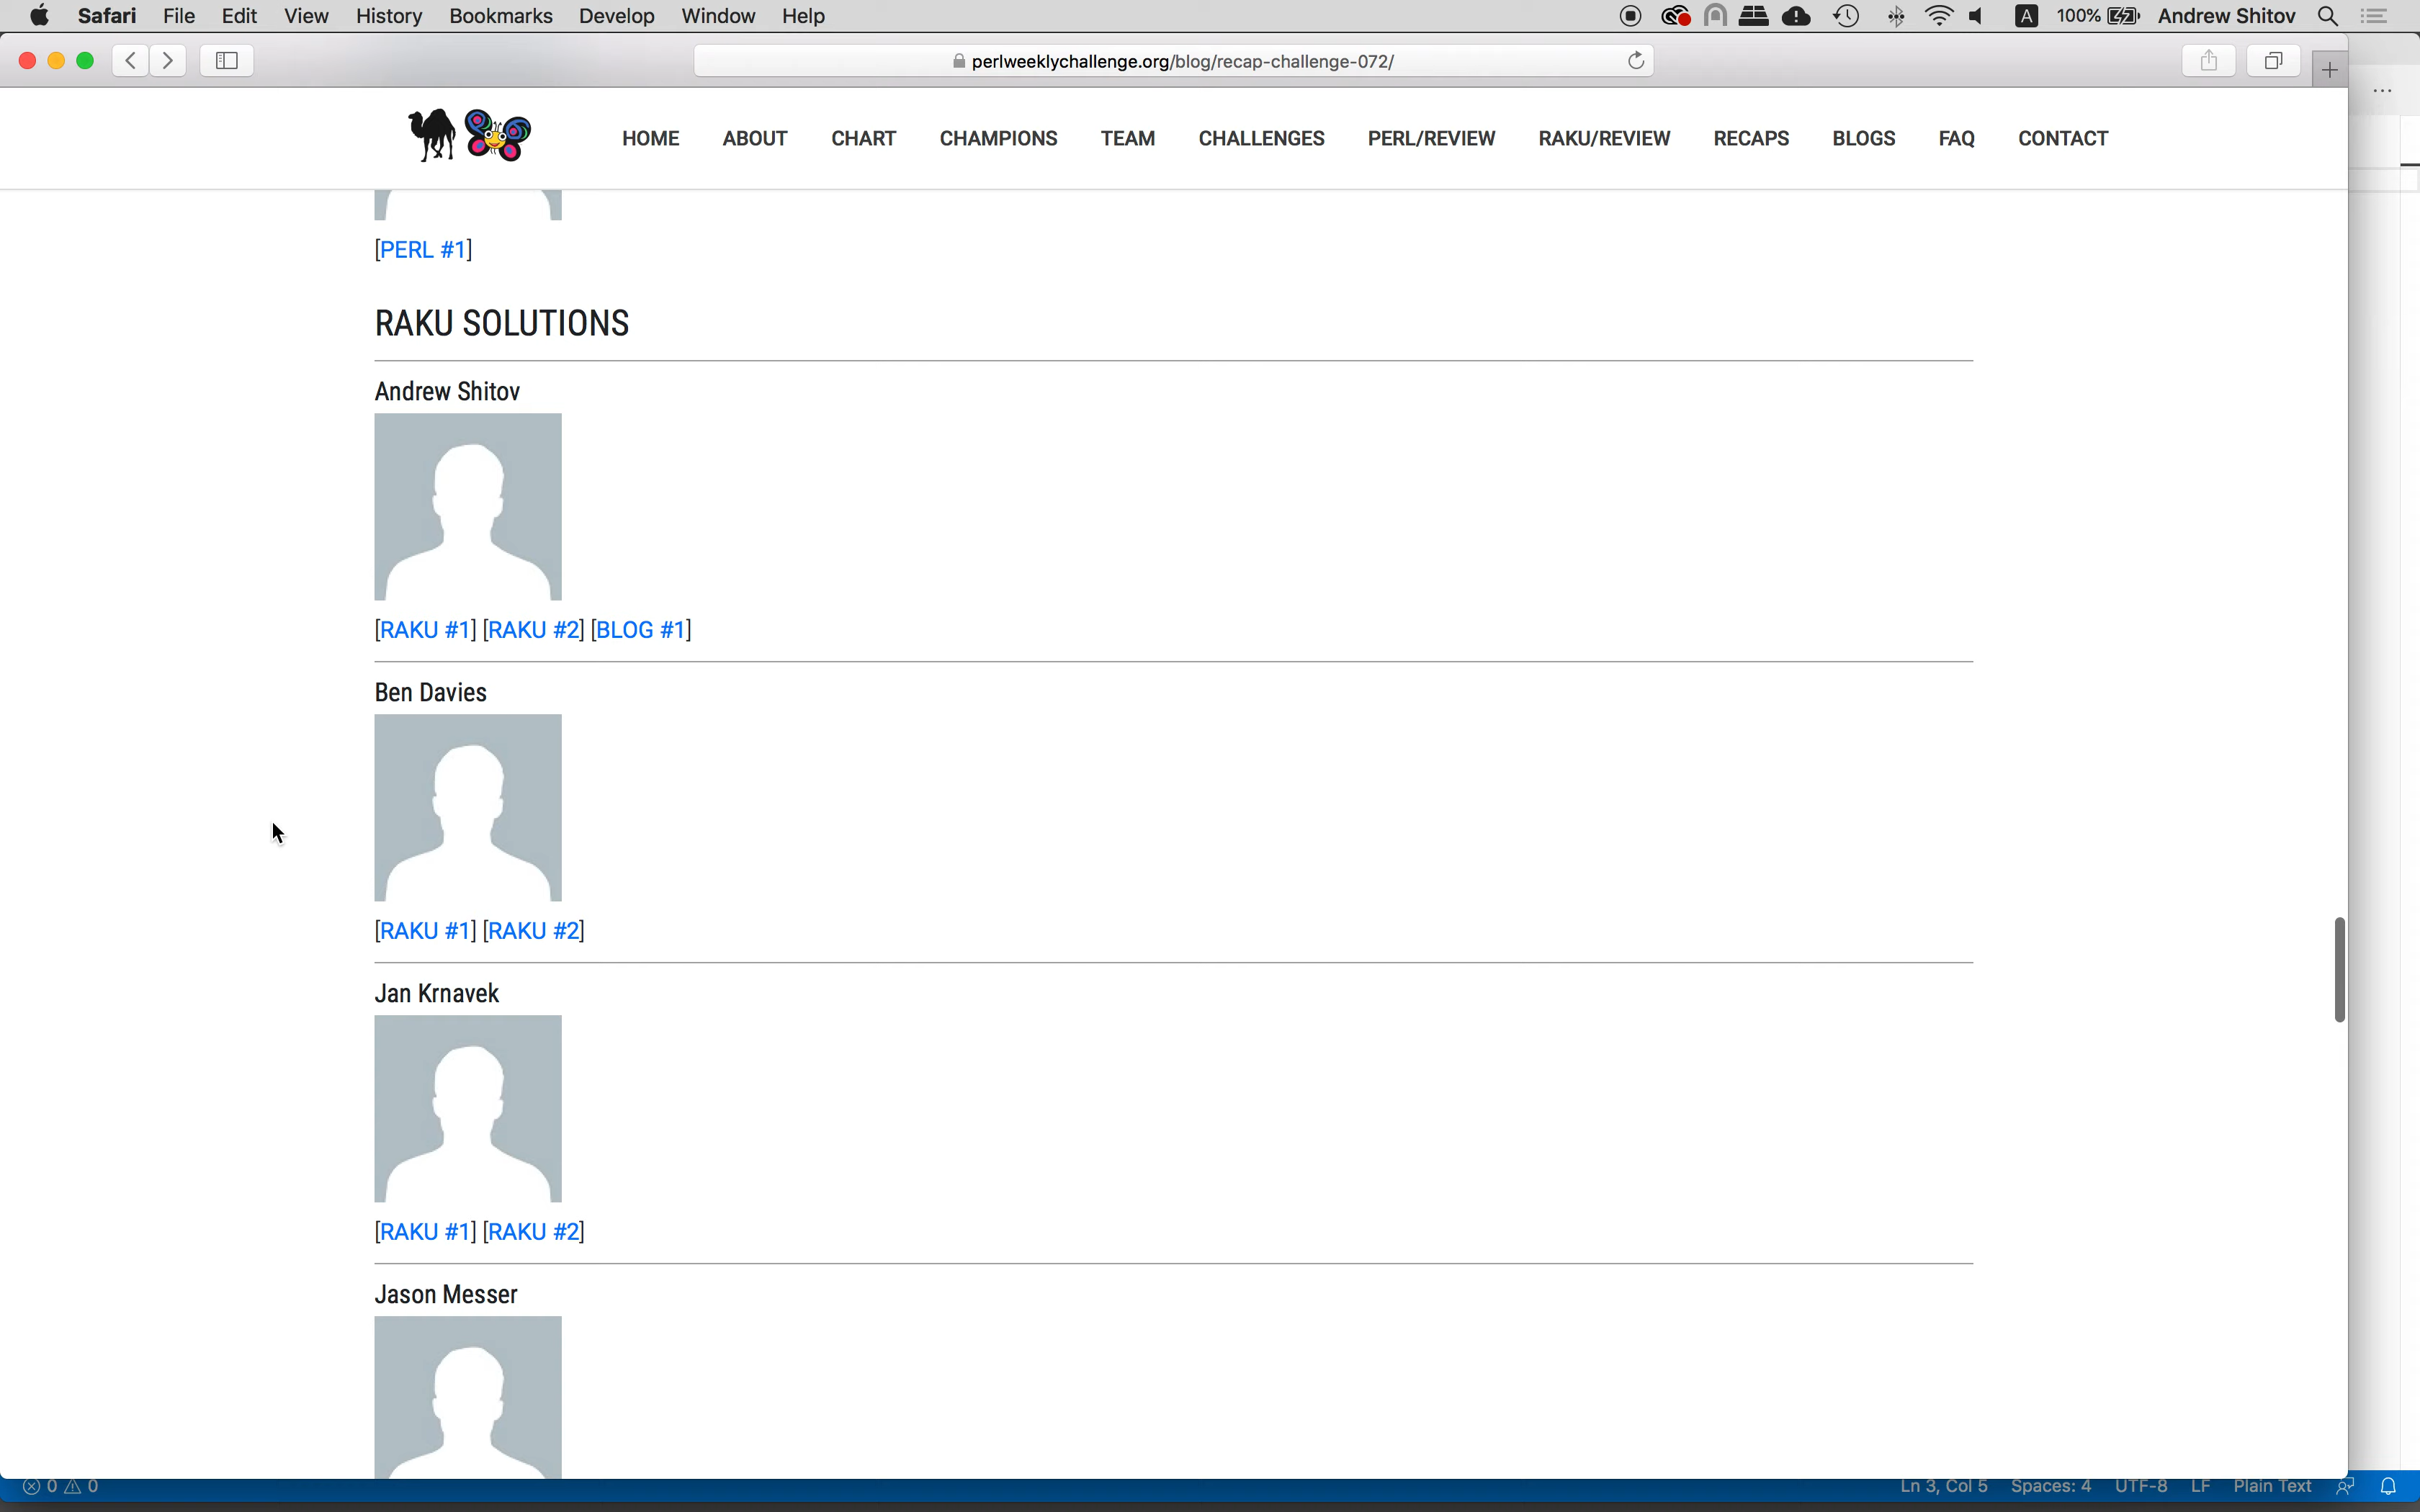 Safari File Edit View History Bookmarks Develop Window Help A 100% Andrew Shitov
perlweeklychallenge.org/blog/recap-challenge-072/
HOME ABOUT CHART CHAMPIONS TEAM CHALLENGES PERL/REVIEW RAKU/REVIEW RECAPS BLOGS FAQ CONTACT
[PERL #1]
RAKU SOLUTIONS
Andrew Shitov
[RAKU #1] [RAKU #2] [BLOG #1]
Ben Davies
[RAKU #1] [RAKU #2]
Jan Krnavek
[RAKU #1] [RAKU #2]
Jason Messer
0 0 Ln 3, Col 5 Spaces: 4 UTF-8 LF Plain Text